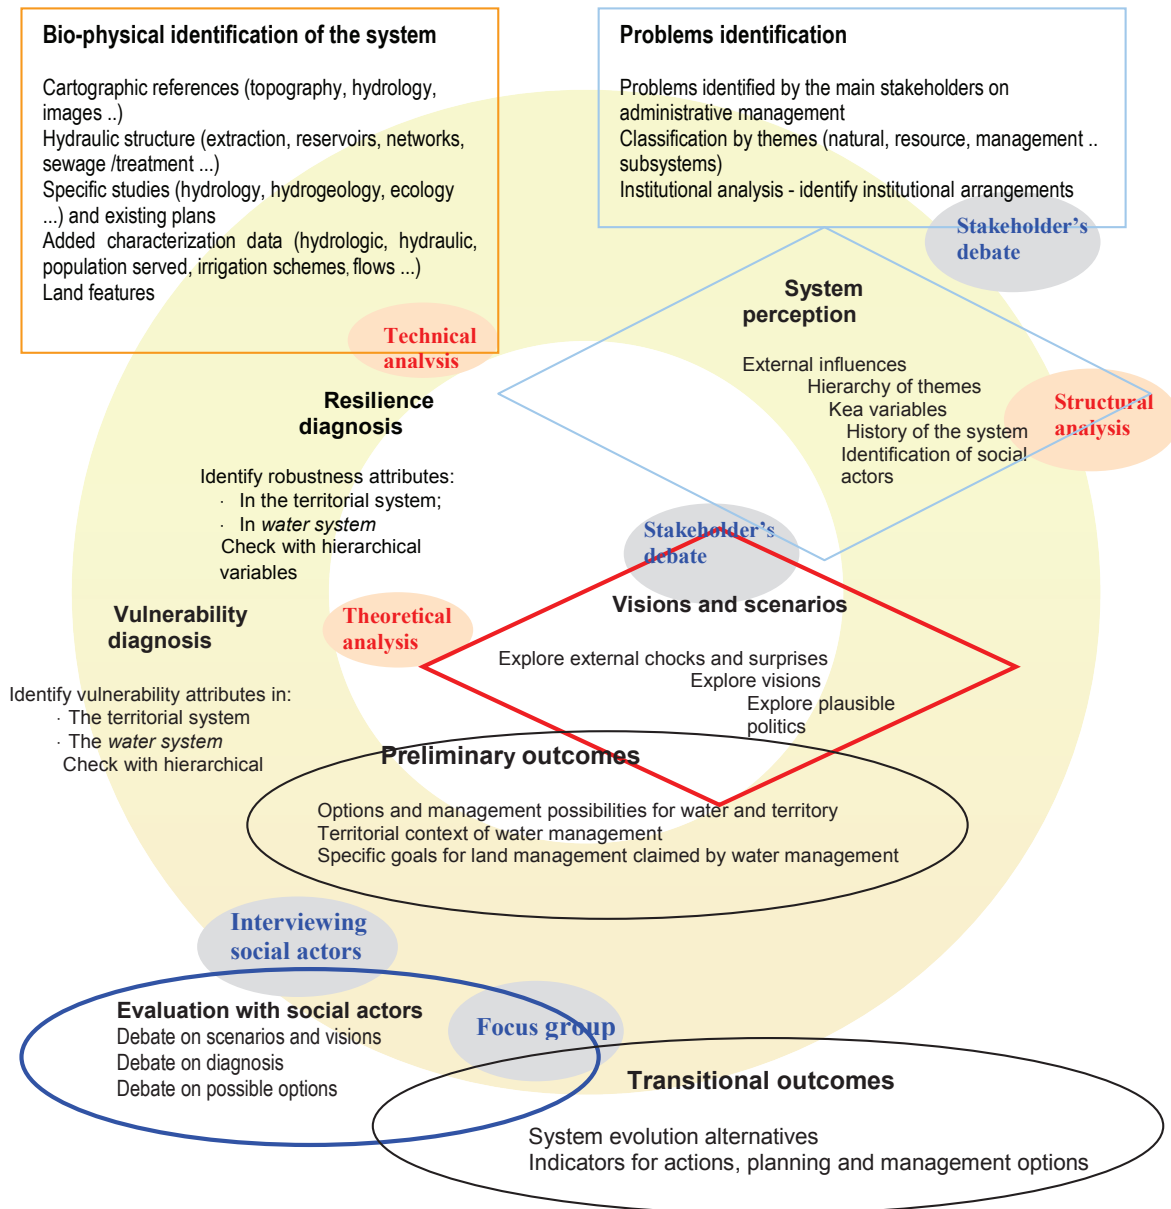 Bio-physical identification of the system
Cartographic references (topography, hydrology,
images ..)
Hydraulic structure (extraction, reservoirs, networks,
sewage /treatment ...)
Specific studies (hydrology, hydrogeology, ecology
...) and existing plans
Added characterization data (hydrologic, hydraulic,
population served, irrigation schemes, flows ...)
Land features
Problems identification
Problems identified by the main stakeholders on
administrative management
Classification by themes (natural, resource, management ..
subsystems)
Institutional analysis - identify institutional arrangements
Stakeholder's
debate
System
perception
External influences
Hierarchy of themes
Kea variables
History of the system
Identification of social
actors
Structural
analysis
Technical
analysis
Resilience
diagnosis
Identify robustness attributes:
· In the territorial system;
· In water system
Check with hierarchical
variables
Stakeholder's
debate
Visions and scenarios
Explore external chocks and surprises
Explore visions
Explore plausible
politics
Theoretical
analysis
Vulnerability
diagnosis
Identify vulnerability attributes in:
· The territorial system
· The water system
Check with hierarchical
Preliminary outcomes
Options and management possibilities for water and territory
Territorial context of water management
Specific goals for land management claimed by water management
Interviewing
social actors
Evaluation with social actors
Debate on scenarios and visions
Debate on diagnosis
Debate on possible options
Focus group
Transitional outcomes
System evolution alternatives
Indicators for actions, planning and management options